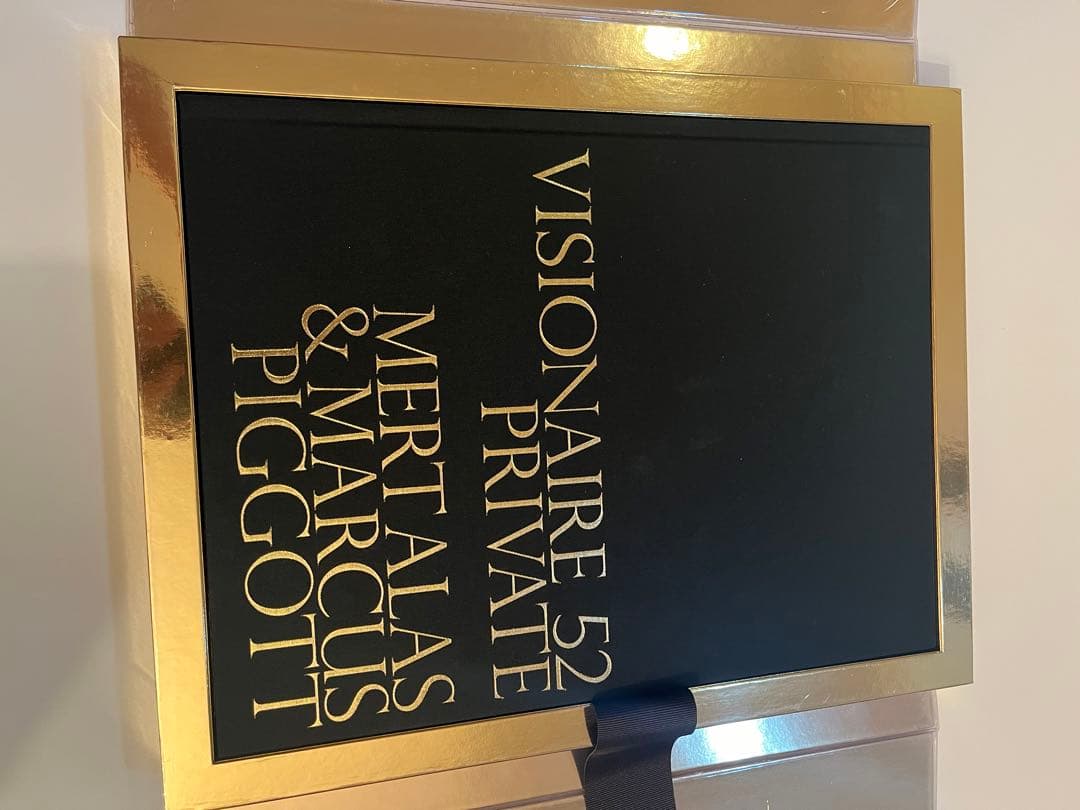 VISIONAIRE 52
PRIVATE
MERT ALAS
& MARCUS
PIGGOTT